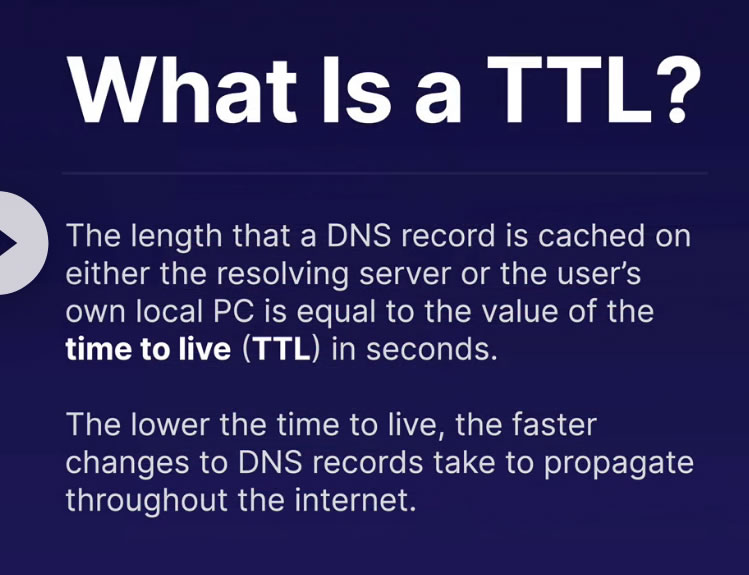 What Is a TTL?
The length that a DNS record is cached on
either the resolving server or the user’s
own local PC is equal to the value of the
time to live (TTL) in seconds.
The lower the time to live, the faster
changes to DNS records take to propagate
throughout the internet.